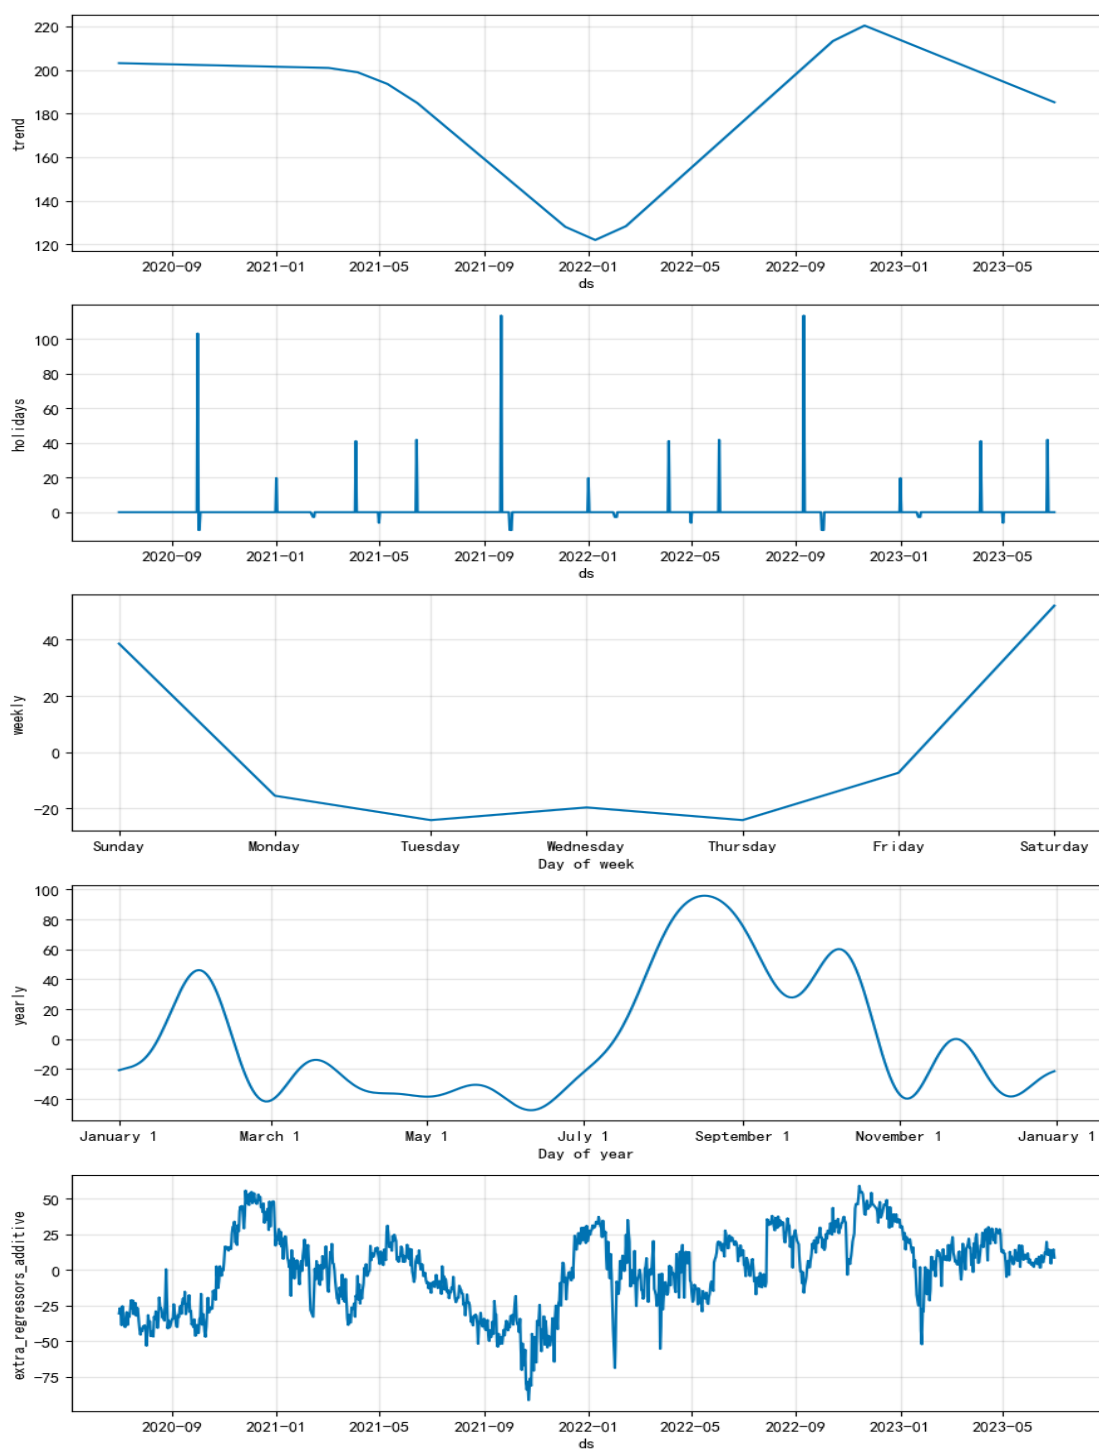 220
200
180
160
140
120
trend
2020-09 2021-01 2021-05 2021-09 2022-01 2022-05 2022-09 2023-01 2023-05
ds
100
80
60
40
20
0
holidays
2020-09 2021-01 2021-05 2021-09 2022-01 2022-05 2022-09 2023-01 2023-05
ds
40
20
0
−20
weekly
Sunday Monday Tuesday Wednesday Thursday Friday Saturday
Day of week
100
80
60
40
20
0
−20
−40
yearly
January 1 March 1 May 1 July 1 September 1 November 1 January 1
Day of year
50
25
0
−25
−50
−75
extra_regressors_additive
2020-09 2021-01 2021-05 2021-09 2022-01 2022-05 2022-09 2023-01 2023-05
ds